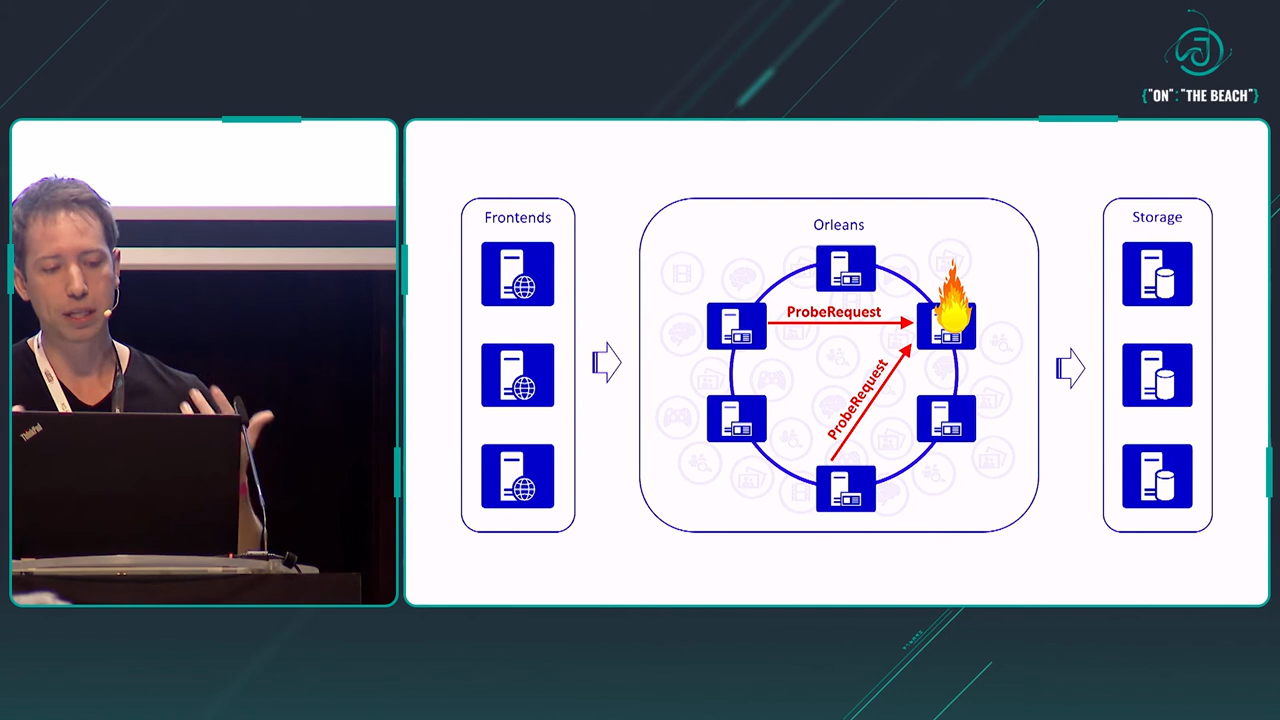 {"ON":"THE BEACH"}
Frontends
Orleans
Storage
ProbeRequest
ProbeRequest
ThinkPad